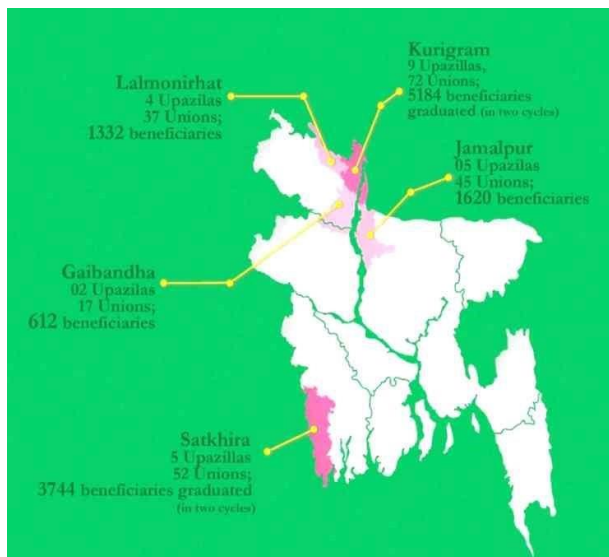 Kurigram
9 Upazillas,
72 Unions;
5184 beneficiaries
graduated (in two cycles)
Lalmonirhat
4 Upazilas
37 Unions;
1332 beneficiaries
Jamalpur
05 Upazilas
45 Unions;
1620 beneficiaries
Gaibandha
02 Upazilas
17 Unions;
612 beneficiaries
Satkhira
5 Upazillas
52 Unions;
3744 beneficiaries graduated
(in two cycles)